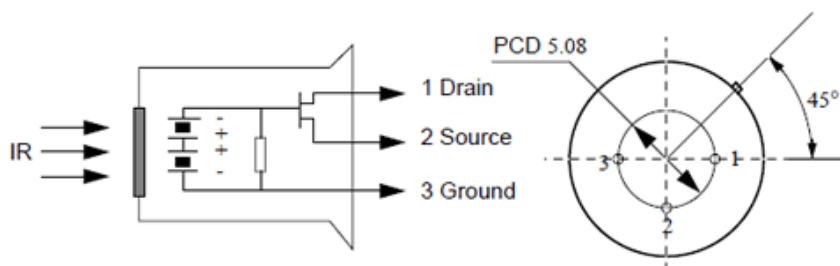 IR
-
+
+
-
1 Drain
2 Source
3 Ground
PCD 5.08
45°
3
1
2